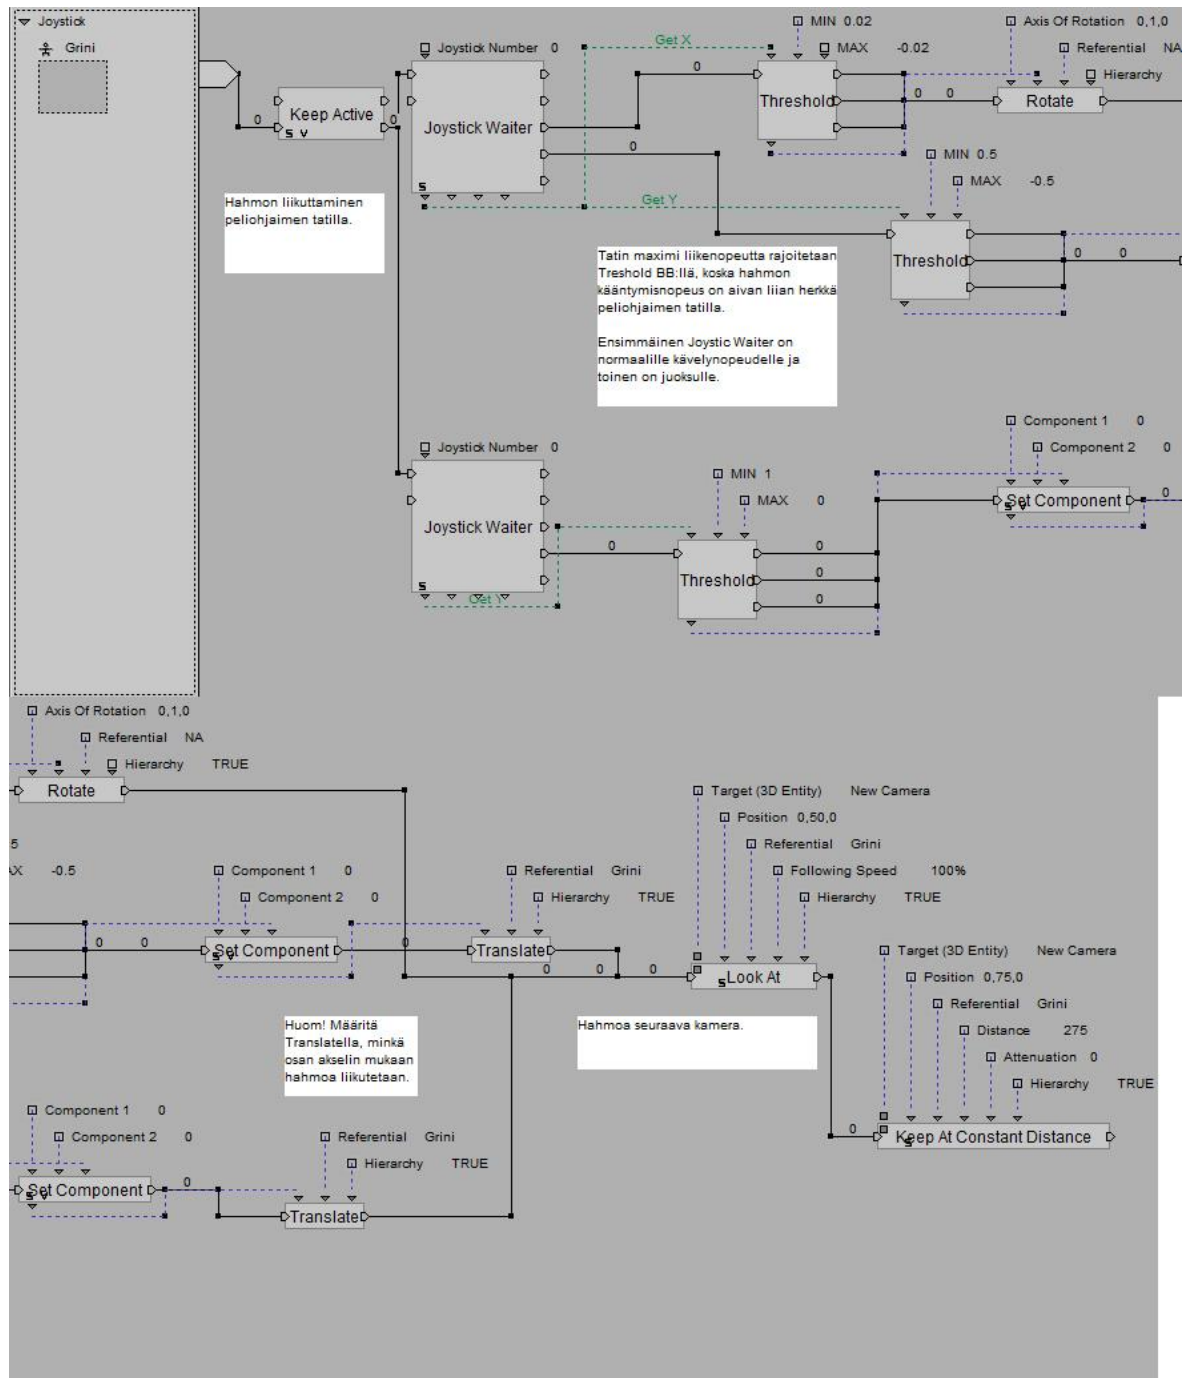 Joystick
Grini
MIN 0.02
MAX -0.02
Axis Of Rotation 0,1,0
Referential NA
Hierarchy
Joystick Number 0
Get X
0
Threshold
0 0
Rotate
0
Keep Active
0
Joystick Waiter
0
S V
S
MIN 0.5
MAX -0.5
Get Y
Hahmon liikuttaminen
peliohjaimen tatilla.
Threshold
0 0
Tatin maximi liikenopeutta rajoitetaan
Treshold BB:llä, koska hahmon
kääntymisnopeus on aivan liian herkkä
peliohjaimen tatilla.
Ensimmäinen Joystic Waiter on
normaalille kävelynopeudelle ja
toinen on juoksulle.
Component 1 0
Component 2 0
Joystick Number 0
MIN 1
MAX 0
Set Component
0
S V
Joystick Waiter
0
0
Threshold
0
0
S
Get Y
Axis Of Rotation 0,1,0
Referential NA
Hierarchy TRUE
Rotate
Target (3D Entity) New Camera
Position 0,50,0
Referential Grini
Following Speed 100%
Hierarchy TRUE
5
AX -0.5
Component 1 0
Component 2 0
Referential Grini
Hierarchy TRUE
0 0
Set Component
S V
0
Translate
0 0 0
Look At
S
Target (3D Entity) New Camera
Position 0,75,0
Referential Grini
Distance 275
Attenuation 0
Hierarchy TRUE
Huom! Määritä
Translatella, minkä
osan akselin mukaan
hahmoa liikutetaan.
Hahmoa seuraava kamera.
0
Keep At Constant Distance
S
Component 1 0
Component 2 0
Referential Grini
Hierarchy TRUE
Set Component
0
S V
Translate